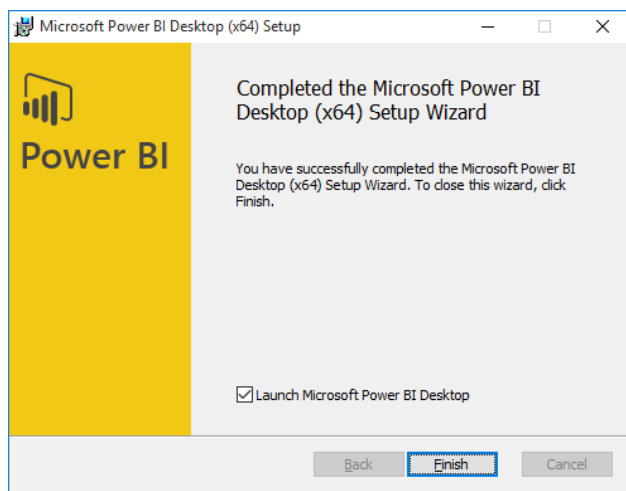 Microsoft Power BI Desktop (x64) Setup
Power BI
Completed the Microsoft Power BI
Desktop (x64) Setup Wizard
You have successfully completed the Microsoft Power BI
Desktop (x64) Setup Wizard. To close this wizard, click
Finish.
Launch Microsoft Power BI Desktop
Back
Finish
Cancel